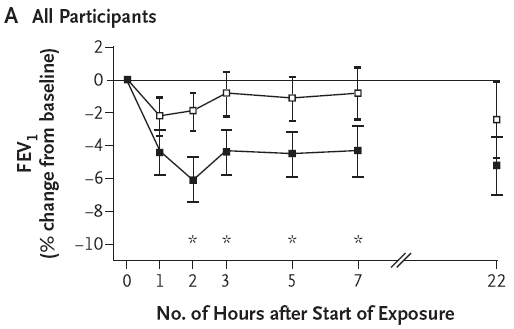 A All Participants
FEV1
(% change from baseline)
2
0
−2
−4
−6
−8
−10
* * * *
0 1 2 3 5 7 22
No. of Hours after Start of Exposure